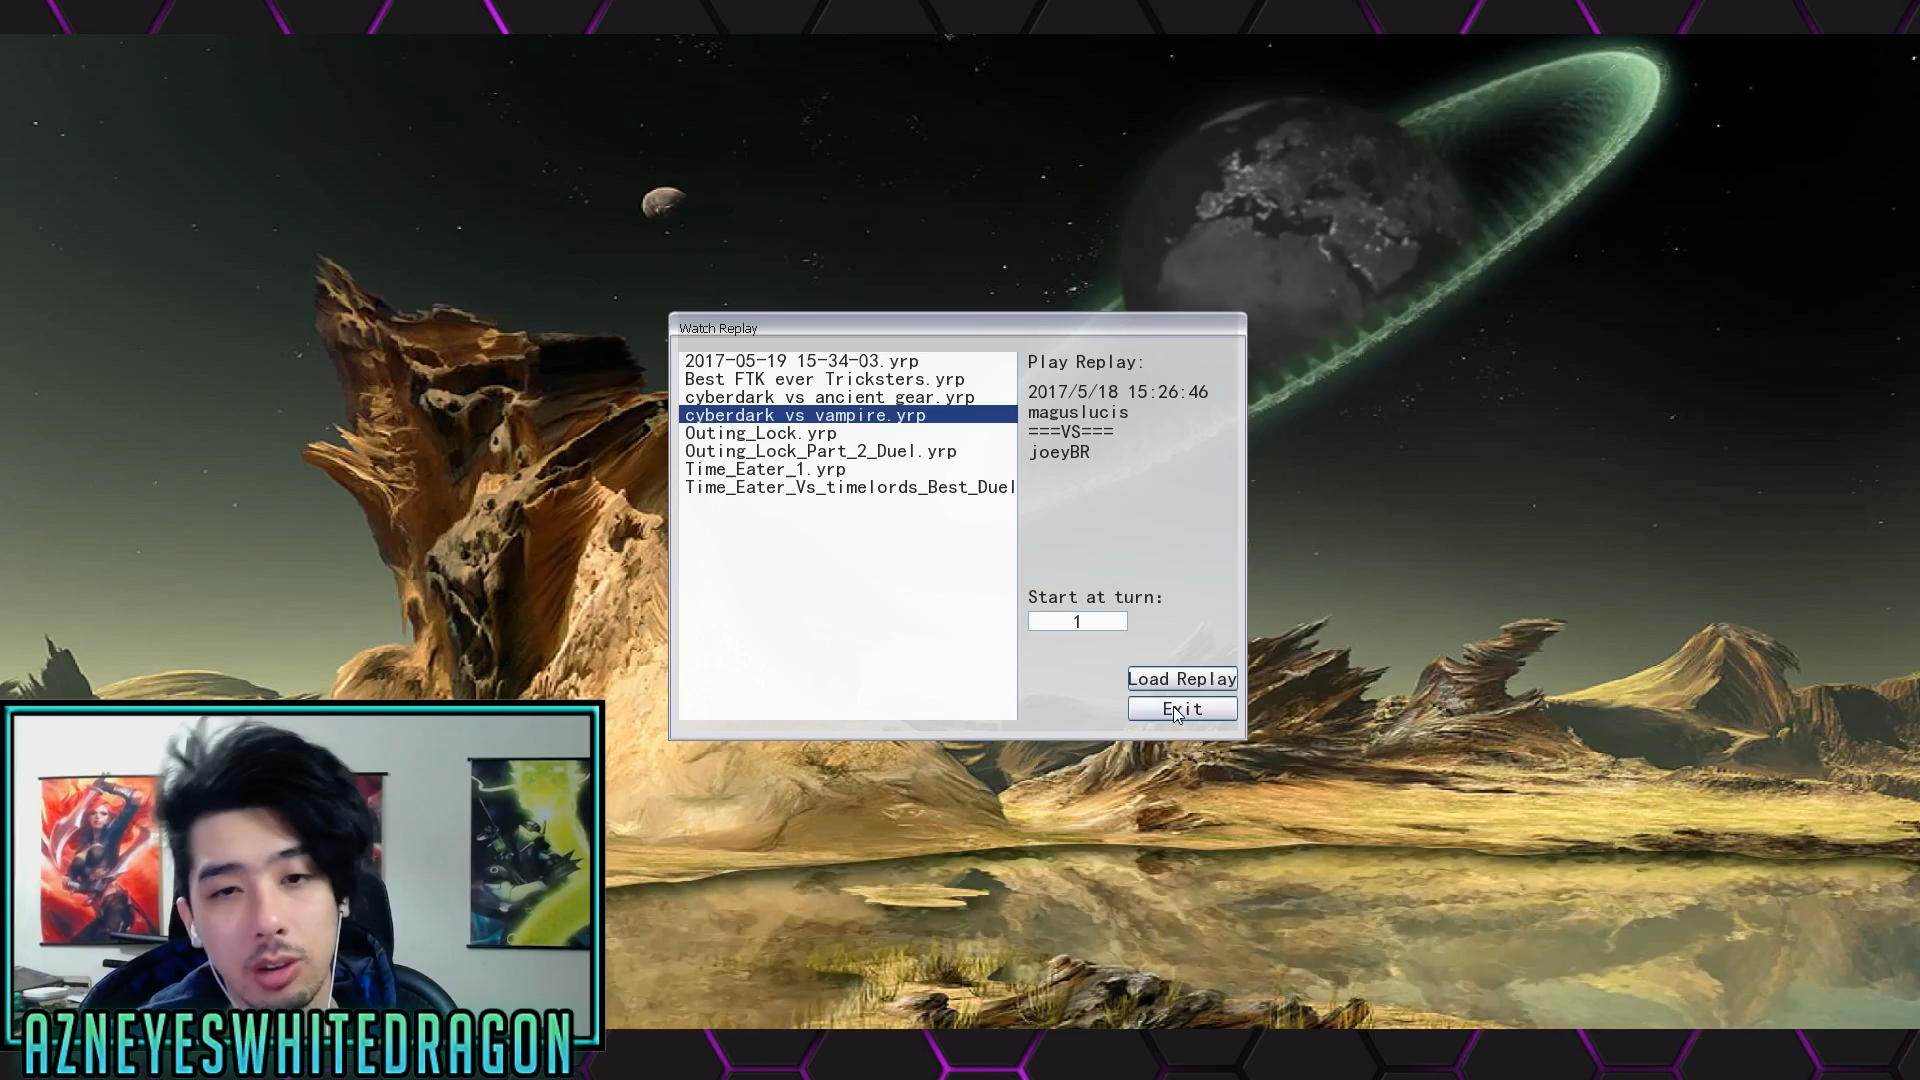 Watch Replay
2017-05-19 15-34-03.yrp
Best FTK ever Tricksters.yrp
cyberdark vs ancient gear.yrp
cyberdark vs vampire.yrp
Outing_Lock.yrp
Outing_Lock_Part_2_Duel.yrp
Time_Eater_1.yrp
Time_Eater_Vs_timelords_Best_Duel
Play Replay:
2017/5/18 15:26:46
maguslucis
===VS===
joeyBR
Start at turn:
1
Load Replay
Exit
AZNEYESWHITEDRAGON